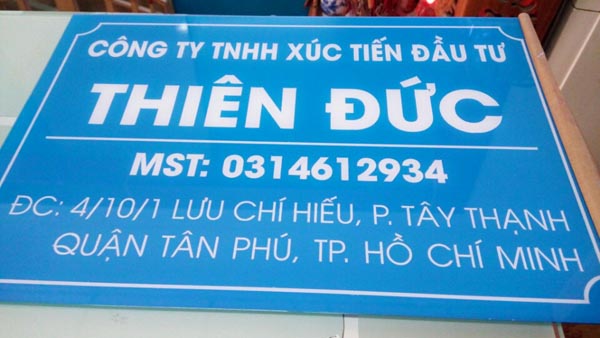 CÔNG TY TNHH XÚC TIẾN ĐẦU TƯ
THIÊN ĐỨC
MST: 0314612934
ĐC: 4/10/1 LƯU CHÍ HIẾU, P. TÂY THẠNH
QUẬN TÂN PHÚ, TP. HỒ CHÍ MINH